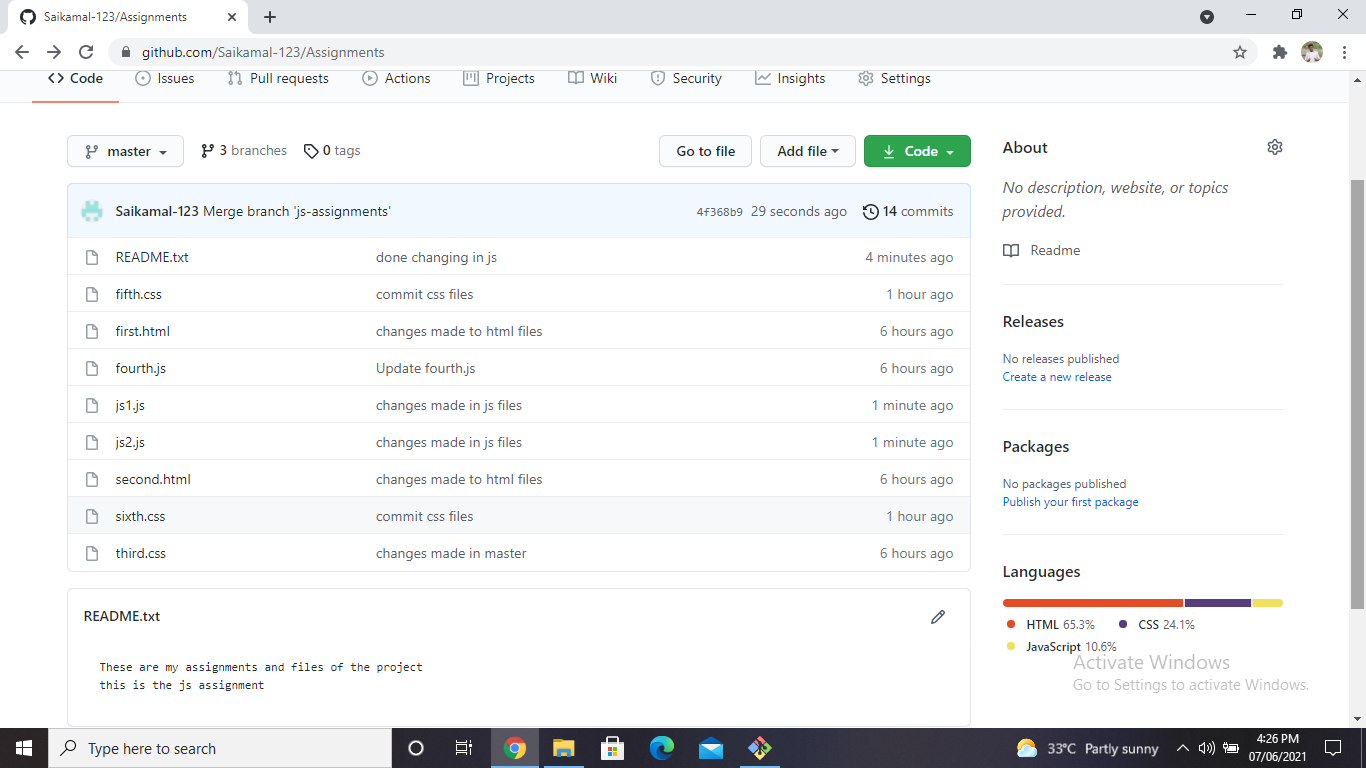 Saikamal-123/Assignments
github.com/Saikamal-123/Assignments
<> Code Issues Pull requests Actions Projects Wiki Security Insights Settings
master 3 branches 0 tags Go to file Add file Code
Saikamal-123 Merge branch 'js-assignments' 4f368b9 29 seconds ago 14 commits
README.txt done changing in js 4 minutes ago
fifth.css commit css files 1 hour ago
first.html changes made to html files 6 hours ago
fourth.js Update fourth.js 6 hours ago
js1.js changes made in js files 1 minute ago
js2.js changes made in js files 1 minute ago
second.html changes made to html files 6 hours ago
sixth.css commit css files 1 hour ago
third.css changes made in master 6 hours ago
README.txt
These are my assignments and files of the project
this is the js assignment
About
No description, website, or topics
provided.
Readme
Releases
No releases published
Create a new release
Packages
No packages published
Publish your first package
Languages
HTML 65.3% CSS 24.1%
JavaScript 10.6%
Activate Windows
Go to Settings to activate Windows.
Type here to search
33°C Partly sunny
4:26 PM
07/06/2021